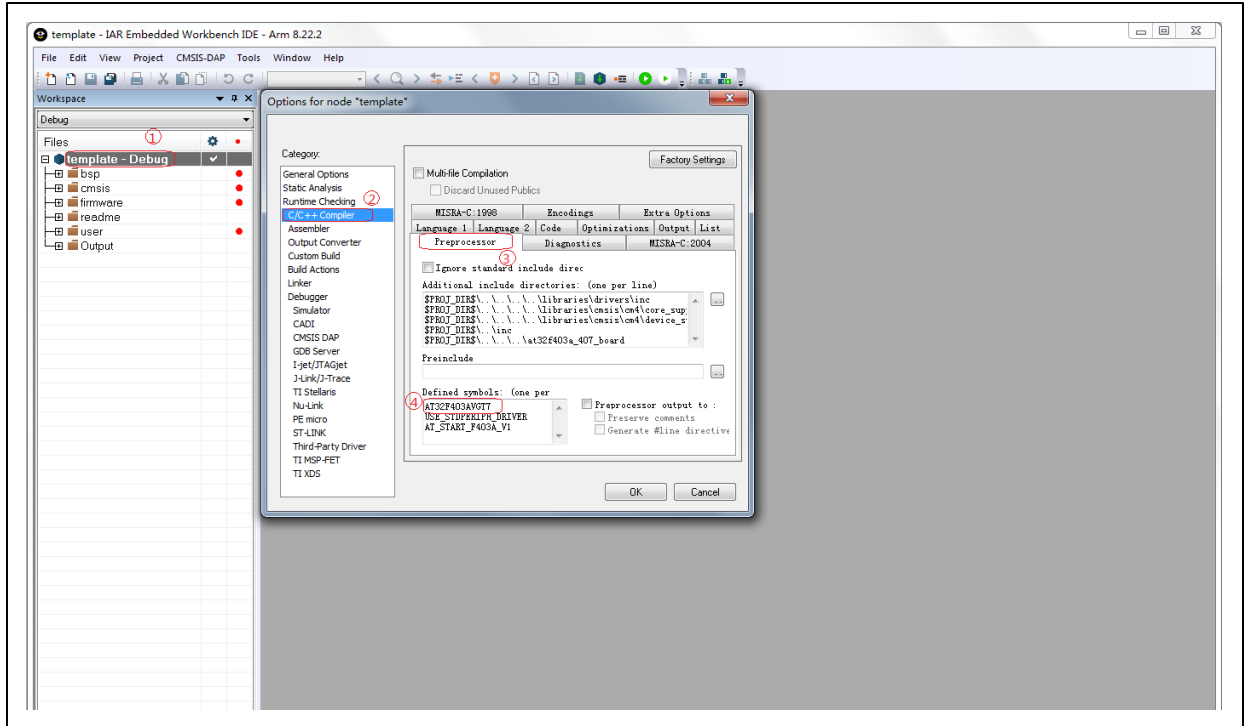 template - IAR Embedded Workbench IDE - Arm 8.22.2
File Edit View Project CMSIS-DAP Tools Window Help
Workspace
Debug
Files
①
template - Debug
bsp
cmsis
firmware
readme
user
Output
Options for node "template"
Category:
General Options
Static Analysis
Runtime Checking
②
C/C++ Compiler
Assembler
Output Converter
Custom Build
Build Actions
Linker
Debugger
Simulator
CADI
CMSIS DAP
GDB Server
I-jet/JTAGjet
J-Link/J-Trace
TI Stellaris
Nu-Link
PE micro
ST-LINK
Third-Party Driver
TI MSP-FET
TI XDS
Factory Settings
Multi-file Compilation
Discard Unused Publics
MISRA-C:1998 Encodings Extra Options
Language 1 Language 2 Code Optimizations Output List
Preprocessor Diagnostics MISRA-C:2004
③
Ignore standard include direc
Additional include directories: (one per line)
$PROJ_DIR$\..\..\..\..\..\libraries\drivers\inc
$PROJ_DIR$\..\..\..\..\..\libraries\cmsis\cm4\core_sup
$PROJ_DIR$\..\..\..\..\..\libraries\cmsis\cm4\device_s
$PROJ_DIR$\..\inc
$PROJ_DIR$\..\..\..\at32f403a_407_board
Preinclude
Defined symbols: (one per
④
AT32F403AVGT7
USE_STDPERIPH_DRIVER
AT_START_F403A_V1
Preprocessor output to :
Preserve comments
Generate #line directive
OK Cancel